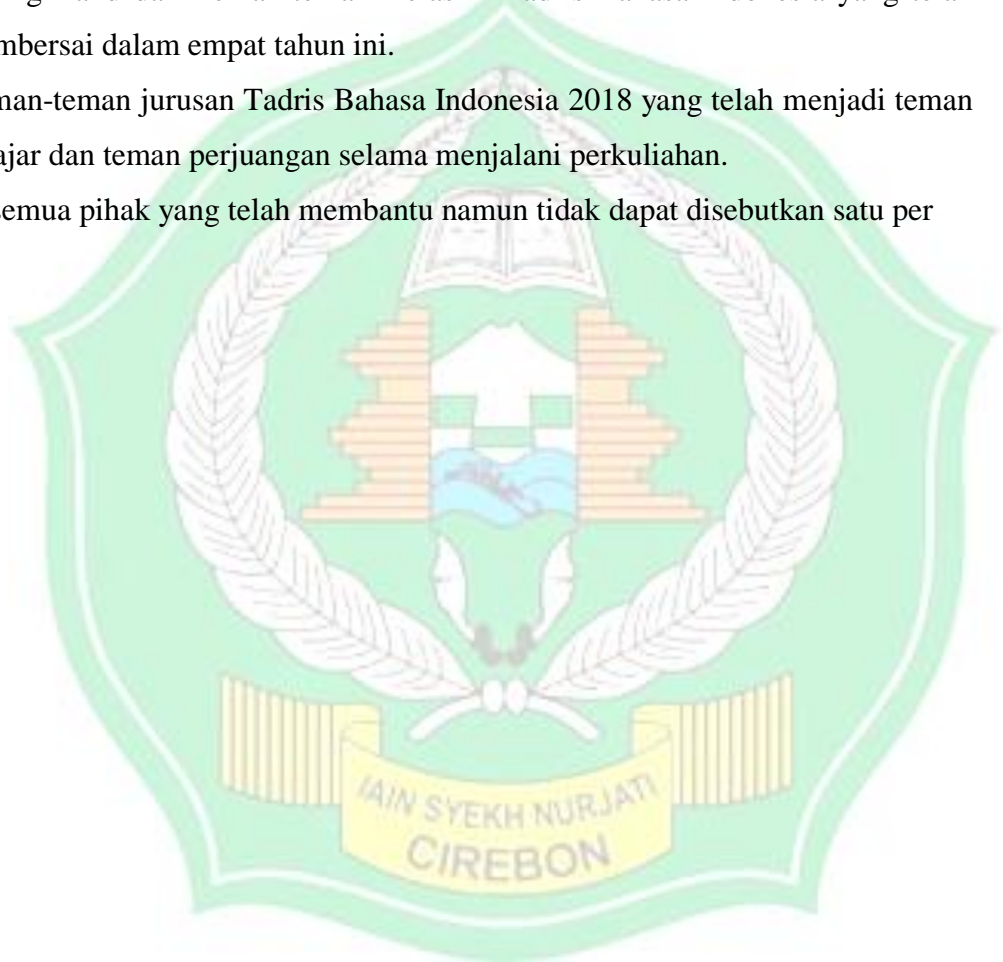 mbersai dalam empat tahun ini.
man-teman jurusan Tadris Bahasa Indonesia 2018 yang telah menjadi teman
ajar dan teman perjuangan selama menjalani perkuliahan.
semua pihak yang telah membantu namun tidak dapat disebutkan satu per
IAIN SYEKH NURJATI
CIREBON